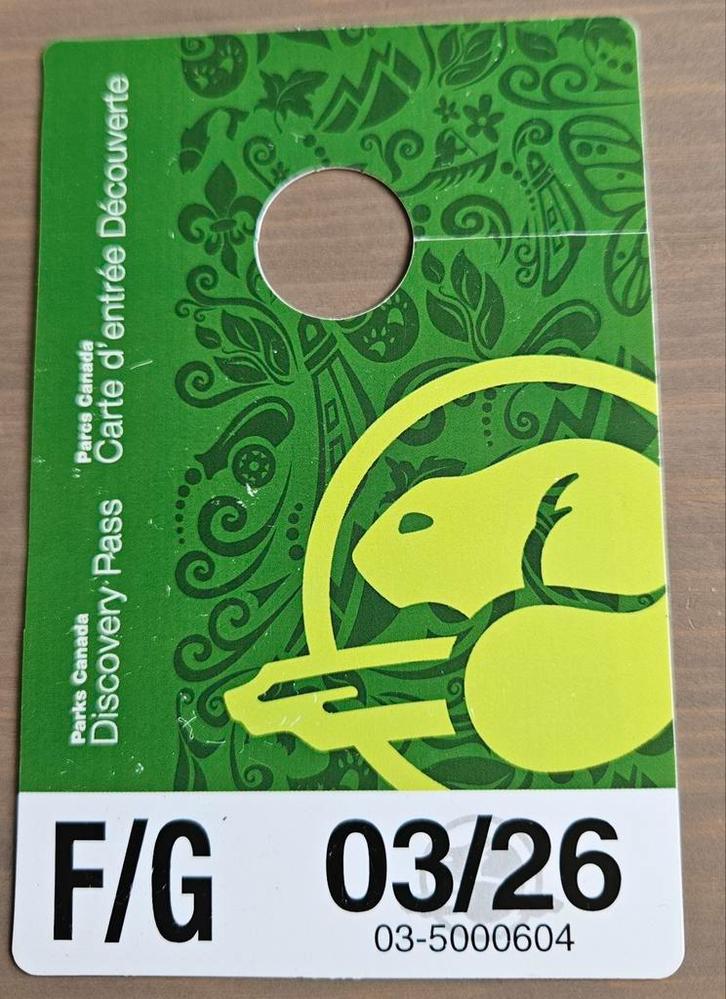 Parks Canada
Discovery Pass
Parcs Canada
Carte d'entrée Découverte
F/G
03/26
03-5000604